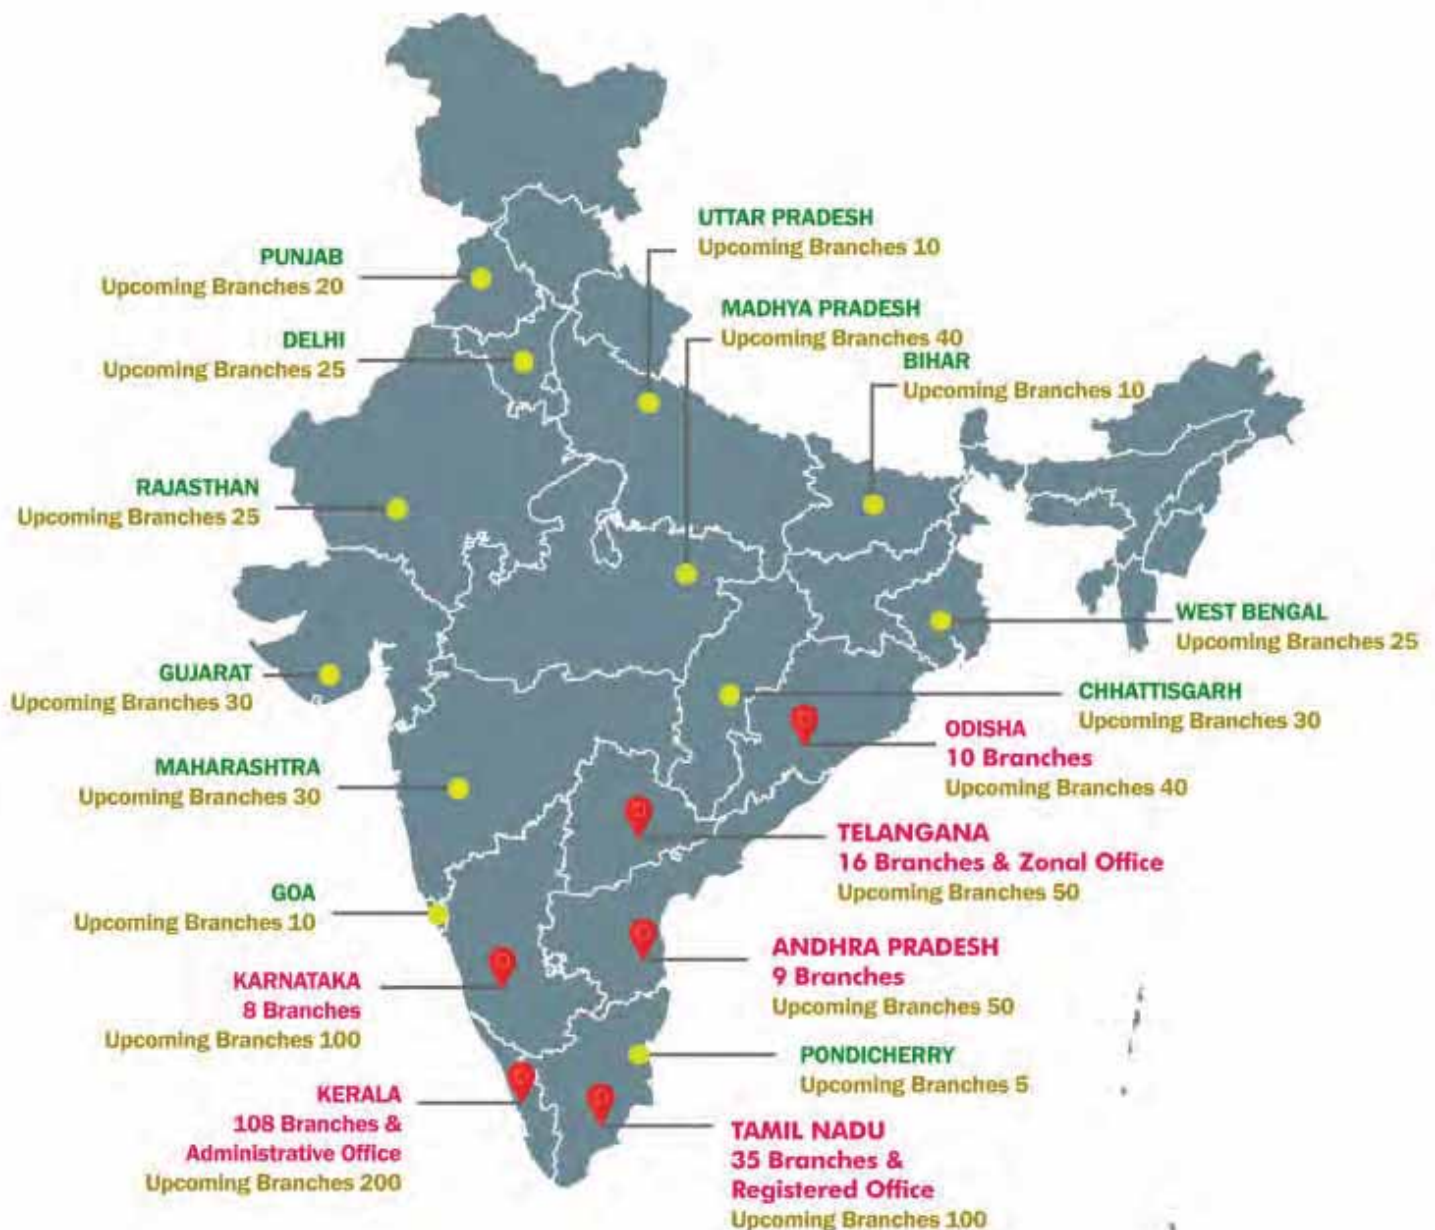 UTTAR PRADESH
Upcoming Branches 10
PUNJAB
Upcoming Branches 20
MADHYA PRADESH
Upcoming Branches 40
DELHI
Upcoming Branches 25
BIHAR
Upcoming Branches 10
RAJASTHAN
Upcoming Branches 25
WEST BENGAL
Upcoming Branches 25
GUJARAT
Upcoming Branches 30
CHHATTISGARH
Upcoming Branches 30
ODISHA
10 Branches
Upcoming Branches 40
MAHARASHTRA
Upcoming Branches 30
TELANGANA
16 Branches & Zonal Office
Upcoming Branches 50
GOA
Upcoming Branches 10
ANDHRA PRADESH
9 Branches
Upcoming Branches 50
KARNATAKA
8 Branches
Upcoming Branches 100
PONDICHERRY
Upcoming Branches 5
KERALA
108 Branches &
Administrative Office
Upcoming Branches 200
TAMIL NADU
35 Branches &
Registered Office
Upcoming Branches 100